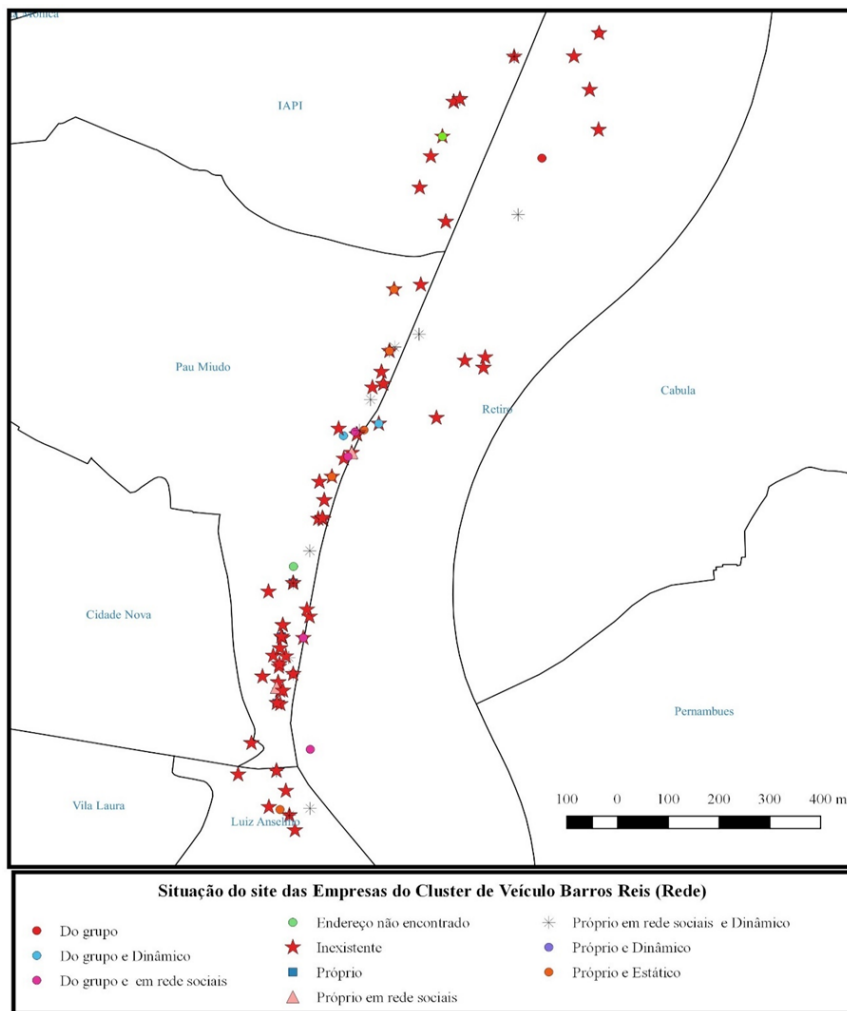 IAPI
Pau Miudo
Retiro
Cabula
Cidade Nova
Pernambues
Vila Laura
Luiz Anselmo
100 0 100 200 300 400 m
Situação do site das Empresas do Cluster de Veículo Barros Reis (Rede)
Do grupo
Do grupo e Dinâmico
Do grupo e em rede sociais
Endereço não encontrado
Inexistente
Próprio
Próprio em rede sociais
Próprio em rede sociais e Dinâmico
Próprio e Dinâmico
Próprio e Estático